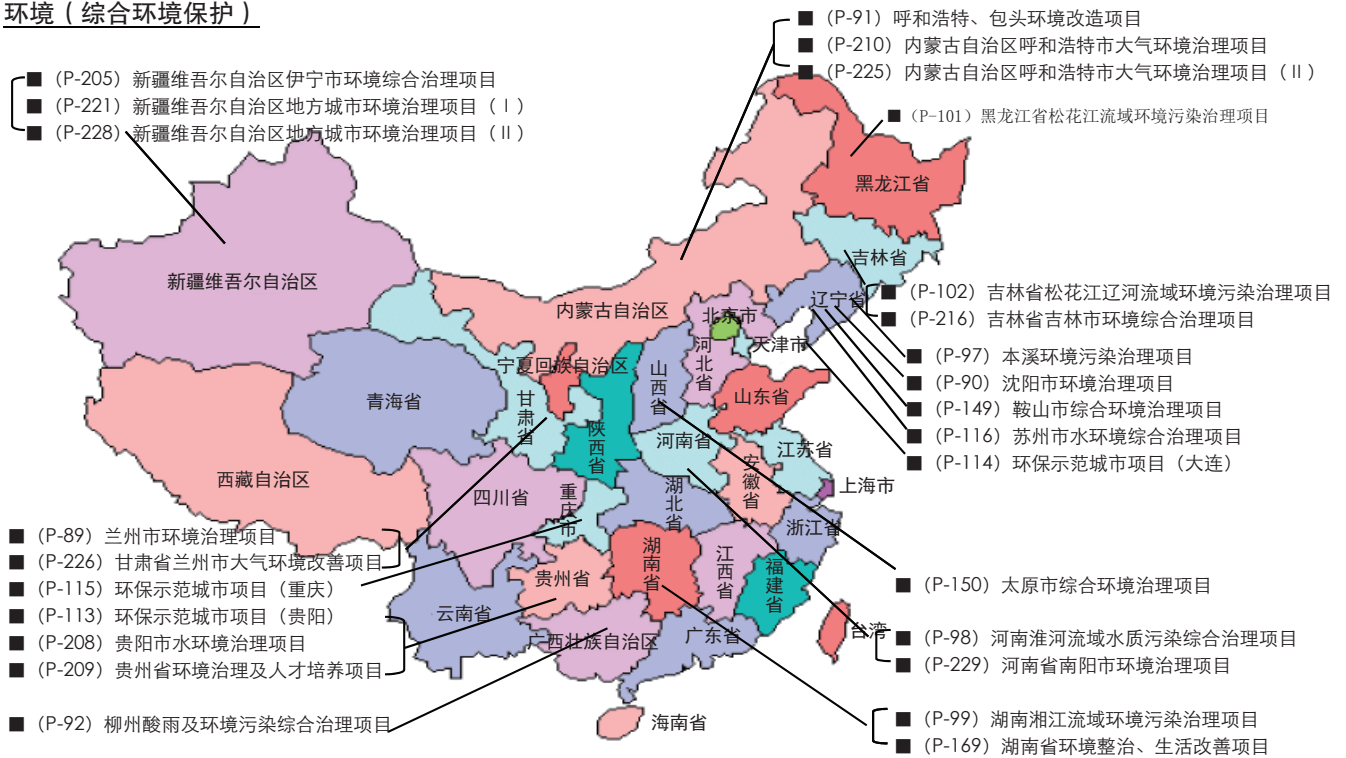 环境（综合环境保护）
■（P-91）呼和浩特、包头环境改造项目
■（P-210）内蒙古自治区呼和浩特市大气环境治理项目
■（P-225）内蒙古自治区呼和浩特市大气环境治理项目（II）
■（P-205）新疆维吾尔自治区伊宁市环境综合治理项目
■（P-221）新疆维吾尔自治区地方城市环境治理项目（I）
■（P-228）新疆维吾尔自治区地方城市环境治理项目（II）
■（P-101）黑龙江省松花江流域环境污染治理项目
黑龙江省
吉林省
新疆维吾尔自治区
内蒙古自治区
辽宁省
北京市
天津市
■（P-102）吉林省松花江辽河流域环境污染治理项目
■（P-216）吉林省吉林市环境综合治理项目
■（P-97）本溪环境污染治理项目
■（P-90）沈阳市环境治理项目
■（P-149）鞍山市综合环境治理项目
■（P-116）苏州市水环境综合治理项目
■（P-114）环保示范城市项目（大连）
宁夏回族自治区
河北省
山西省
山东省
青海省
甘肃省
陕西省
河南省
江苏省
安徽省
上海市
西藏自治区
四川省
重庆市
湖北省
浙江省
■（P-89）兰州市环境治理项目
■（P-226）甘肃省兰州市大气环境改善项目
■（P-115）环保示范城市项目（重庆）
■（P-113）环保示范城市项目（贵阳）
■（P-208）贵阳市水环境治理项目
■（P-209）贵州省环境治理及人才培养项目
■（P-92）柳州酸雨及环境污染综合治理项目
湖南省
江西省
福建省
贵州省
云南省
广西壮族自治区
广东省
台湾
海南省
■（P-150）太原市综合环境治理项目
■（P-98）河南淮河流域水质污染综合治理项目
■（P-229）河南省南阳市环境治理项目
■（P-99）湖南湘江流域环境污染治理项目
■（P-169）湖南省环境整治、生活改善项目